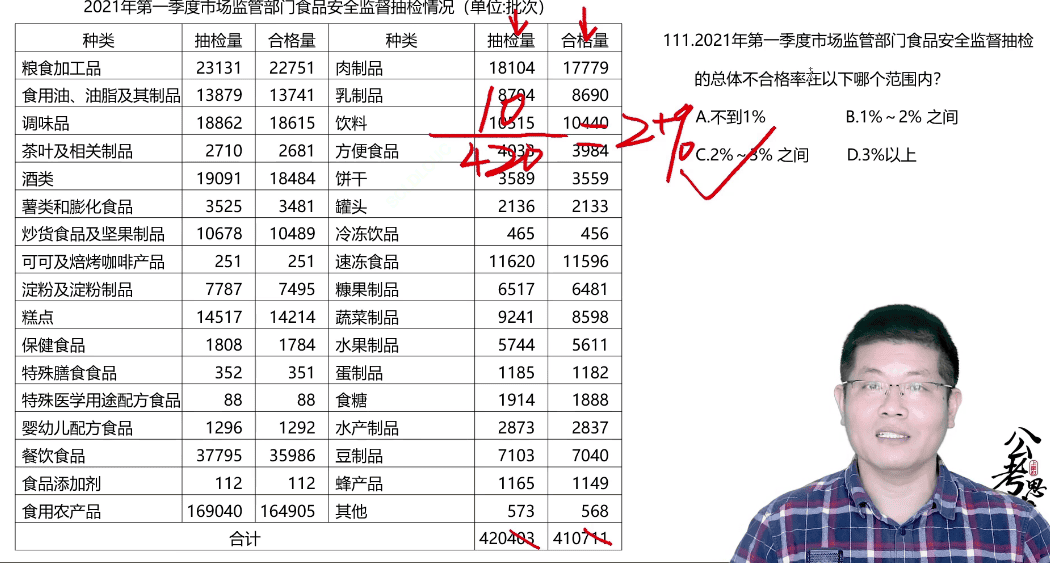 2021年第一季度市场监管部门食品安全监督抽检情况（单位:批次）
种类 抽检量 合格量 种类 抽检量 合格量
粮食加工品 23131 22751 肉制品 18104 17779
食用油、油脂及其制品 13879 13741 乳制品 8704 8690
调味品 18862 18615 饮料 10515 10440
茶叶及相关制品 2710 2681 方便食品 3984
酒类 19091 18484 饼干 3589 3559
薯类和膨化食品 3525 3481 罐头 2136 2133
炒货食品及坚果制品 10678 10489 冷冻饮品 465 456
可可及焙烤咖啡产品 251 251 速冻食品 11620 11596
淀粉及淀粉制品 7787 7495 糖果制品 6517 6481
糕点 14517 14214 蔬菜制品 9241 8598
保健食品 1808 1784 水果制品 5744 5611
特殊膳食食品 352 351 蛋制品 1185 1182
特殊医学用途配方食品 88 88 食糖 1914 1888
婴幼儿配方食品 1296 1292 水产制品 2873 2837
餐饮食品 37795 35986 豆制品 7103 7040
食品添加剂 112 112 蜂产品 1165 1149
食用农产品 169040 164905 其他 573 568
合计 420403 410711
10
420
= 2+%
111.2021年第一季度市场监管部门食品安全监督抽检
的总体不合格率在以下哪个范围内?
A.不到1% B.1%～2% 之间
C.2%～3% 之间 D.3%以上
公考思